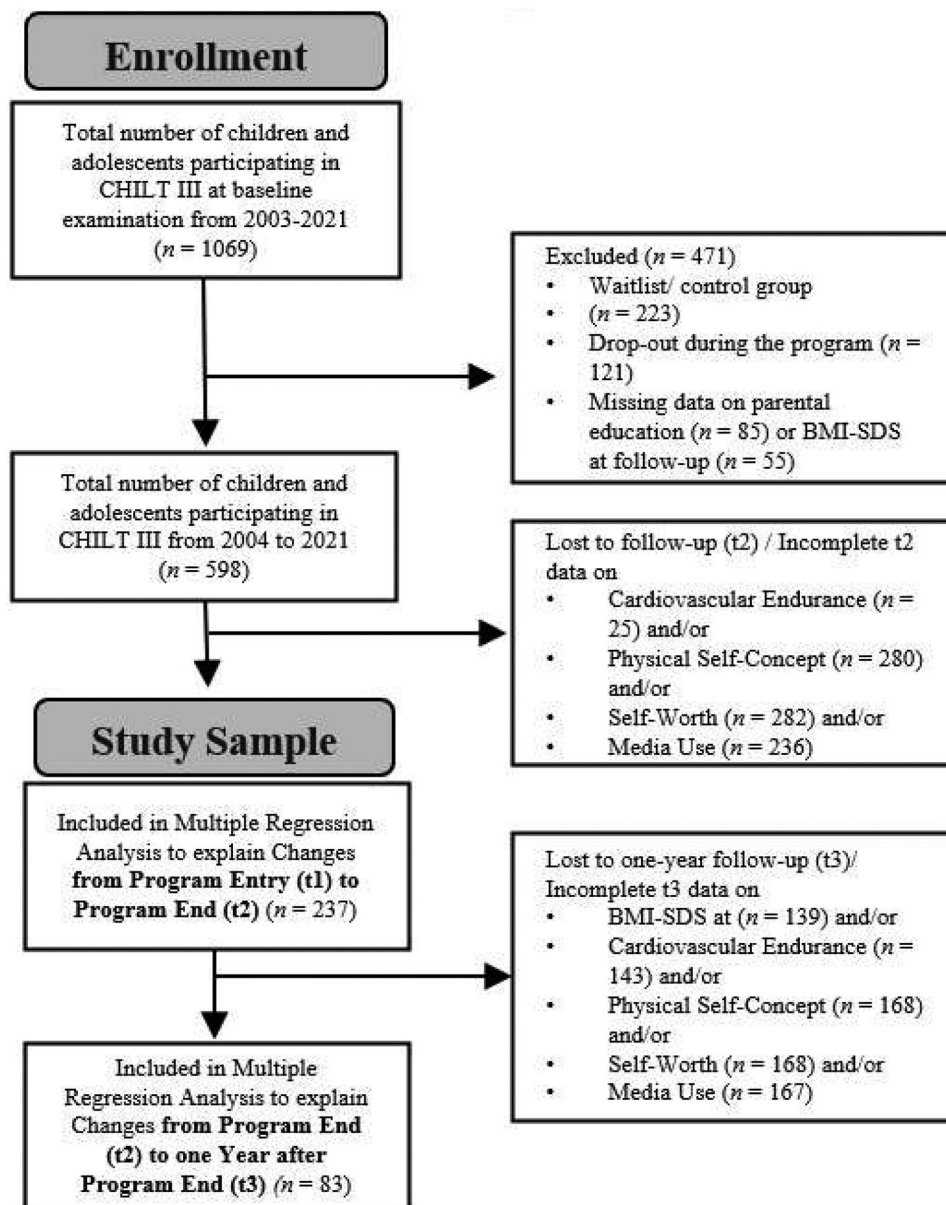 Enrollment
Total number of children and
adolescents participating in
CHILT III at baseline
examination from 2003-2021
(n = 1069)
Excluded (n = 471)
• Waitlist/ control group
• (n = 223)
• Drop-out during the program (n =
121)
• Missing data on parental
education (n = 85) or BMI-SDS
at follow-up (n = 55)
Total number of children and
adolescents participating in
CHILT III from 2004 to 2021
(n = 598)
Lost to follow-up (t2) / Incomplete t2
data on
• Cardiovascular Endurance (n =
25) and/or
• Physical Self-Concept (n = 280)
and/or
• Self-Worth (n = 282) and/or
• Media Use (n = 236)
Study Sample
Included in Multiple Regression
Analysis to explain Changes
from Program Entry (t1) to
Program End (t2) (n = 237)
Lost to one-year follow-up (t3)/
Incomplete t3 data on
• BMI-SDS at (n = 139) and/or
• Cardiovascular Endurance (n =
143) and/or
• Physical Self-Concept (n = 168)
and/or
• Self-Worth (n = 168) and/or
• Media Use (n = 167)
Included in Multiple
Regression Analysis to explain
Changes from Program End
(t2) to one Year after
Program End (t3) (n = 83)